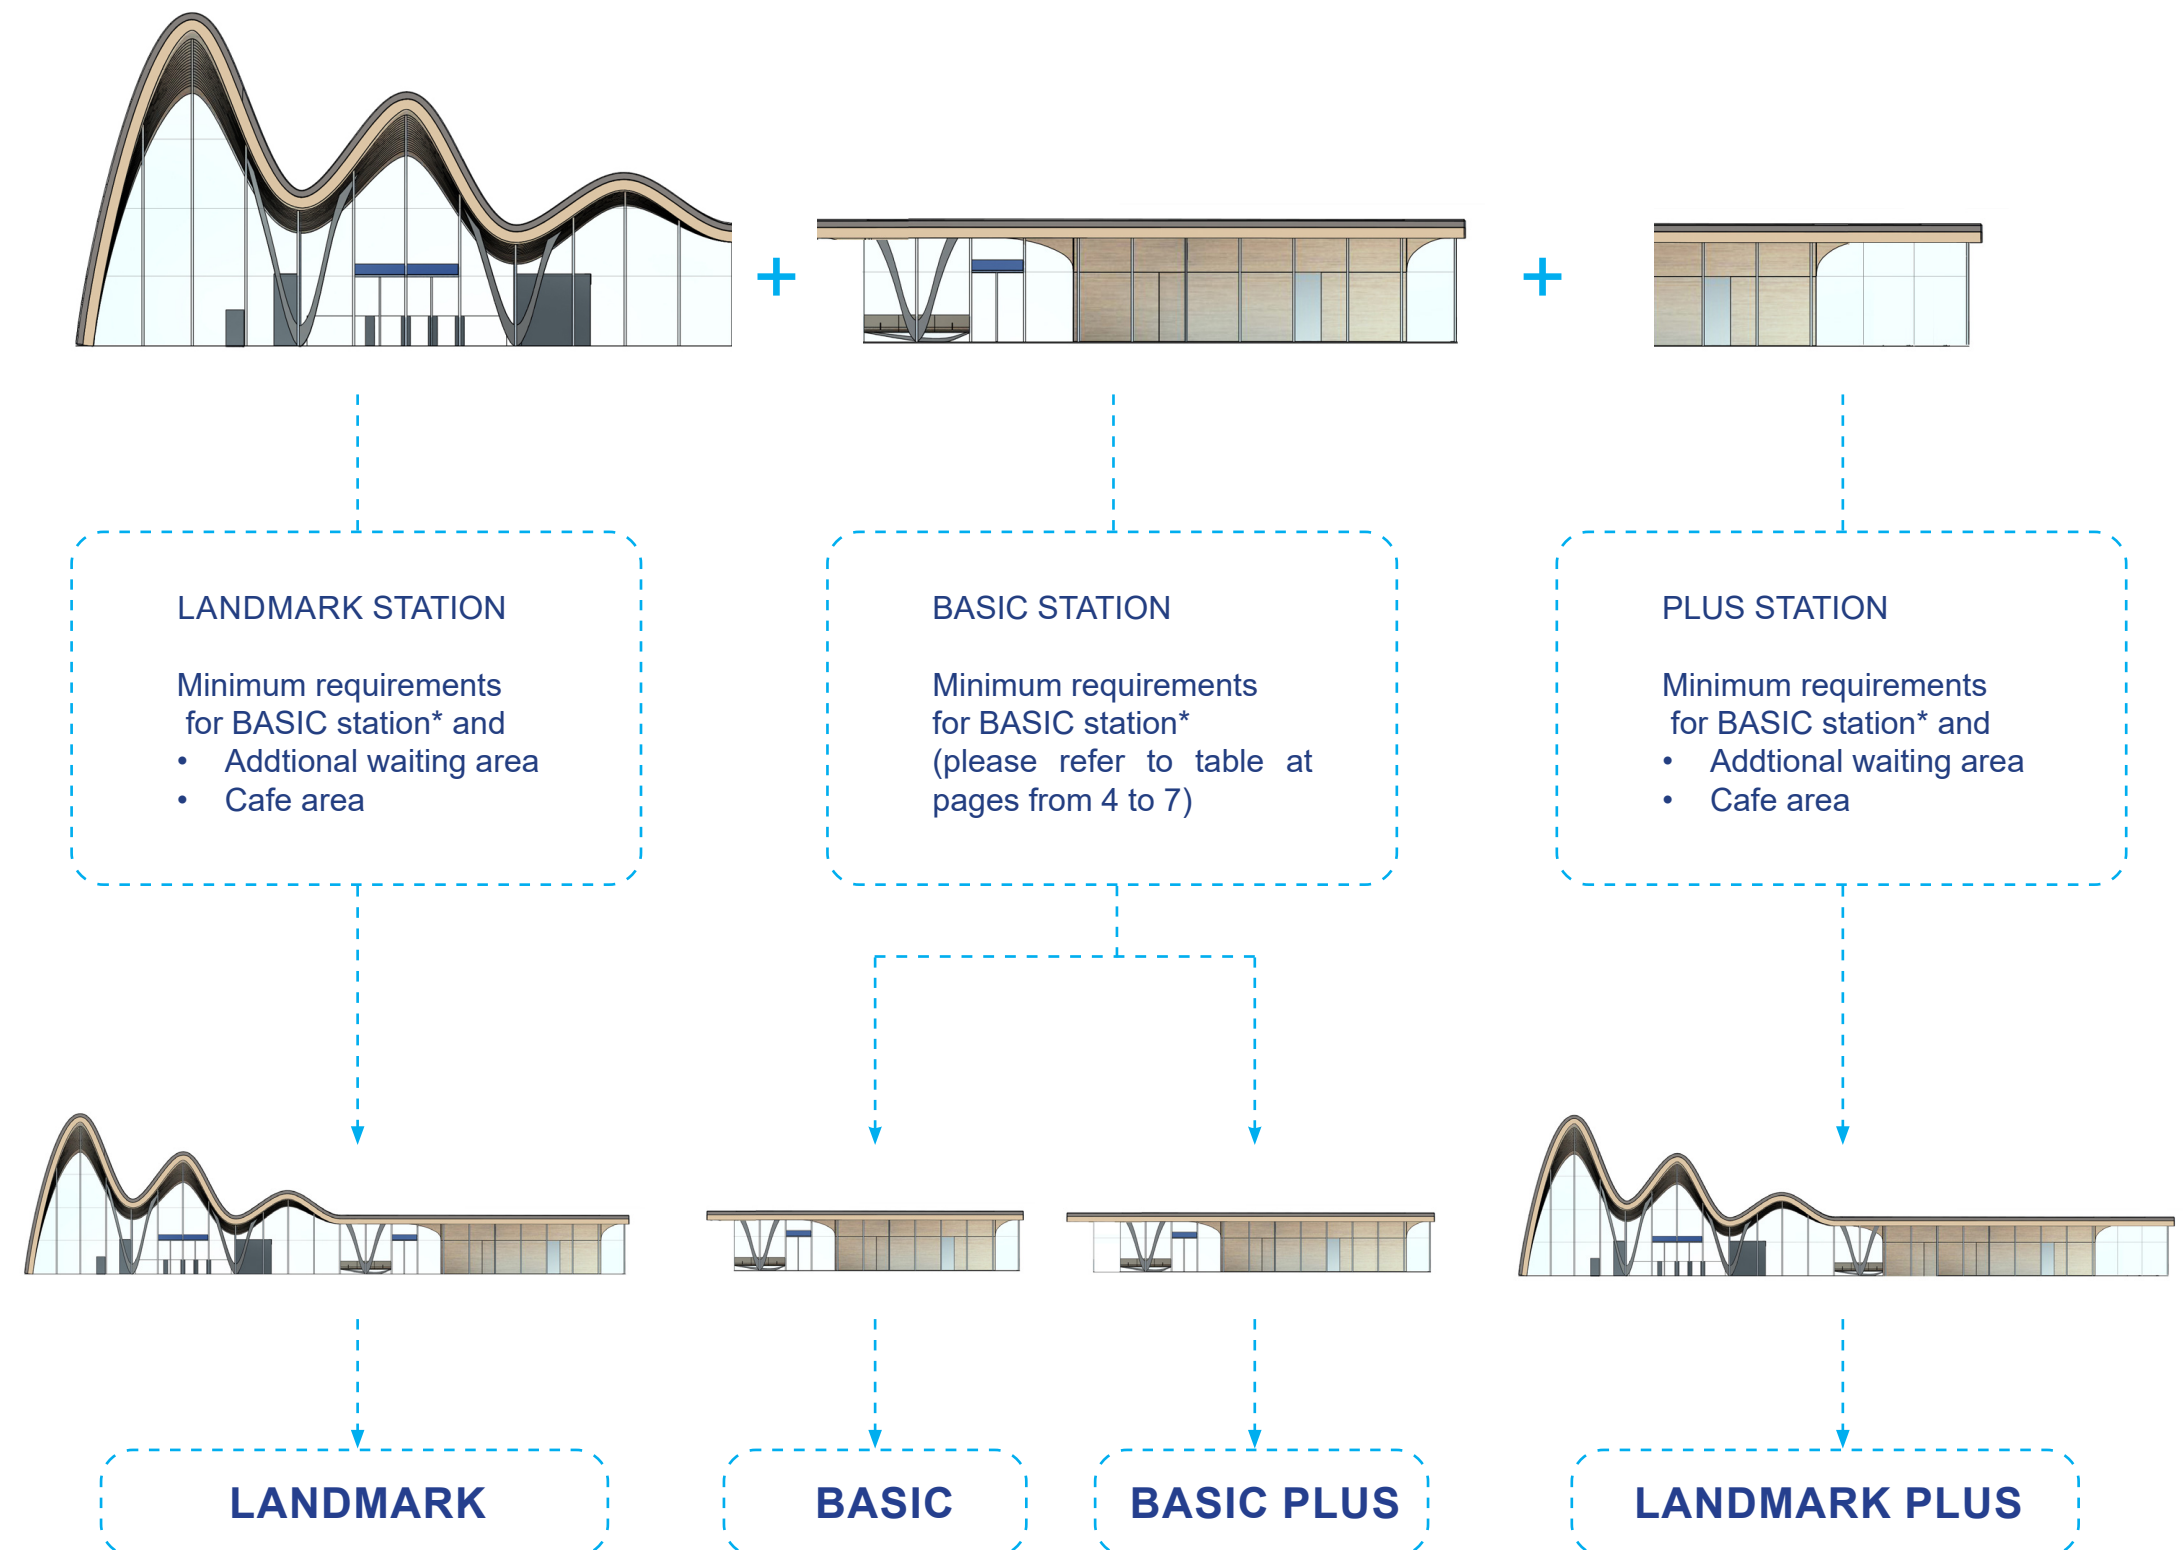 LANDMARK STATION
Minimum requirements
for BASIC station* and
• Addtional waiting area
• Cafe area
BASIC STATION
Minimum requirements
for BASIC station*
(please refer to table at
pages from 4 to 7)
PLUS STATION
Minimum requirements
for BASIC station* and
• Addtional waiting area
• Cafe area
LANDMARK
BASIC
BASIC PLUS
LANDMARK PLUS